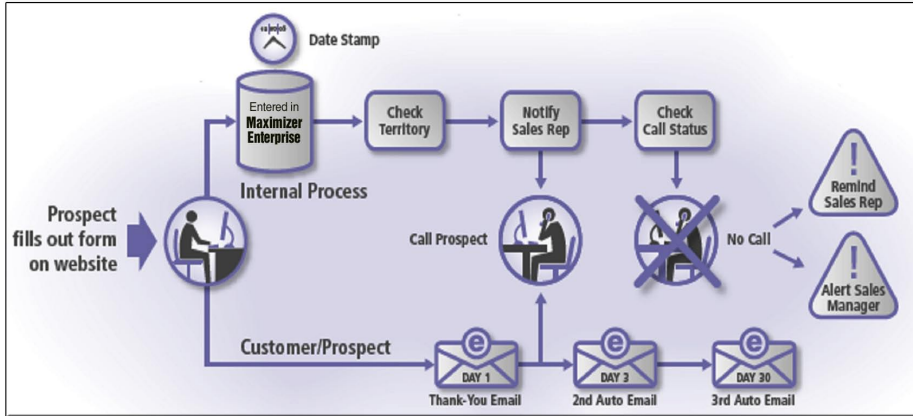 Date Stamp
Entered in
Maximizer
Enterprise
Check
Territory
Notify
Sales Rep
Check
Call Status
Internal Process
!
Remind
Sales Rep
Prospect
fills out form
on website
Call Prospect
No Call
!
Alert Sales
Manager
Customer/Prospect
e
DAY 1
Thank-You Email
e
DAY 3
2nd Auto Email
e
DAY 30
3rd Auto Email